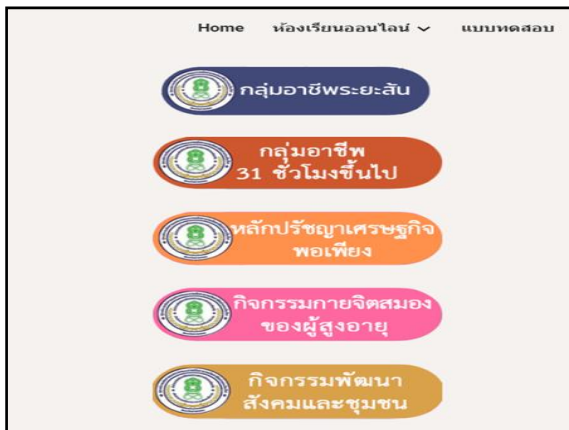 Home ห้องเรียนออนไลน์ แบบทดสอบ
กลุ่มอาชีพระยะสัน
กลุ่มอาชีพ
31 ชั่วโมงขึ้นไป
หลักปรัชญาเศรษฐกิจ
พอเพียง
กิจกรรมกายจิตสมอง
ของผู้สูงอายุ
กิจกรรมพัฒนา
สังคมและชุมชน